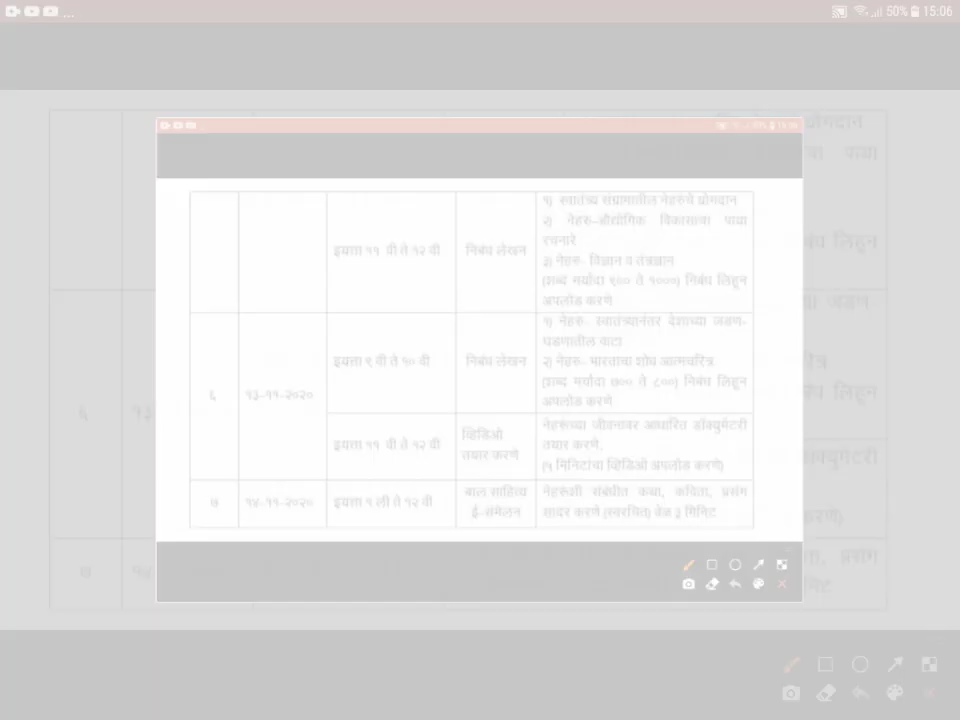 ... 50% 15:06
१) स्वातंत्र्य संग्रामातील नेहरुंचे योगदान
२) नेहरु-औद्योगिक विकासाचा पाया
रचनारे
इयत्ता ११ वी ते १२ वी निबंध लेखन
३) नेहरु- विज्ञान व तंत्रज्ञान
(शब्द मर्यादा ९०० ते १०००) निबंध लिहून
अपलोड करणे
१) नेहरु- स्वातंत्र्यानंतर देशाच्या जडण-
घडणातील वाटा
इयत्ता ९ वी ते १० वी निबंध लेखन २) नेहरु- भारताचा शोध आत्मचरित्र
(शब्द मर्यादा ७०० ते ८००) निबंध लिहून
६ १३-११-२०२० अपलोड करणे
नेहरुंच्या जीवनावर आधारित डॉक्युमेंटरी
इयत्ता ११ वी ते १२ वी व्हिडिओ तयार करणे.
तयार करणे (५ मिनिटांचा व्हिडिओ अपलोड करणे)
७ १४-११-२०२० इयत्ता १ ली ते १२ वी बाल साहित्य नेहरुंशी संबंधीत कथा, कविता, प्रसंग
ई-संमेलन सादर करणे (स्वरचित) वेळ ३ मिनिट